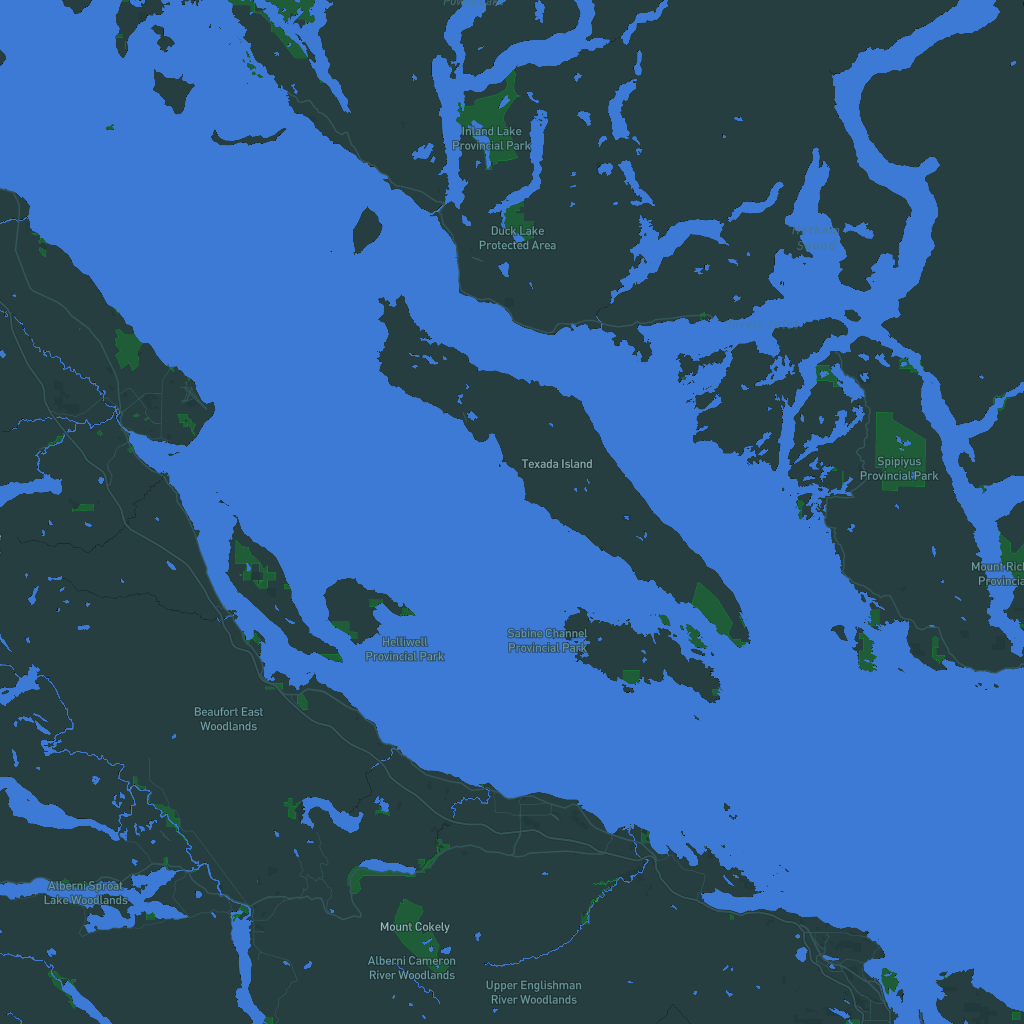 Inland Lake
Provincial Park
Duck Lake
Protected Area
Texada Island
Spipiyus
Provincial Park
Mount Rich
Provincia
Helliwell
Provincial Park
Sabine Channel
Provincial Park
Beaufort East
Woodlands
Alberni Sproat
Lake Woodlands
Mount Cokely
Alberni Cameron
River Woodlands
Upper Englishman
River Woodlands